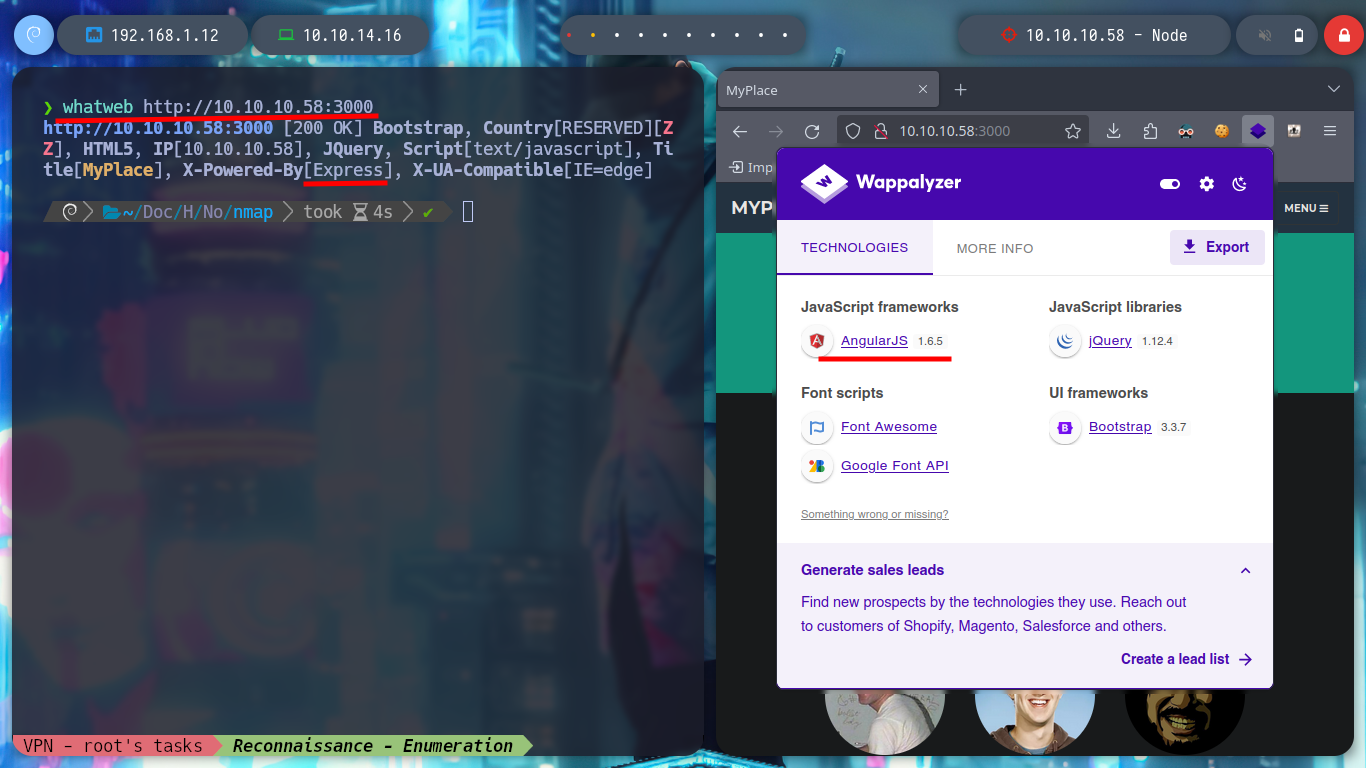 192.168.1.12
10.10.14.16
10.10.10.58 - Node
❯ whatweb http://10.10.10.58:3000
http://10.10.10.58:3000 [200 OK] Bootstrap, Country[RESERVED][Z
Z], HTML5, IP[10.10.10.58], JQuery, Script[text/javascript], Ti
tle[MyPlace], X-Powered-By[Express], X-UA-Compatible[IE=edge]
~/Doc/H/No/nmap took 4s ✔
VPN - root's tasks
Reconnaissance - Enumeration
MyPlace
10.10.10.58:3000
Imp
MYP
MENU
Wappalyzer
TECHNOLOGIES
MORE INFO
Export
JavaScript frameworks
AngularJS 1.6.5
JavaScript libraries
jQuery 1.12.4
Font scripts
Font Awesome
Google Font API
UI frameworks
Bootstrap 3.3.7
Something wrong or missing?
Generate sales leads
Find new prospects by the technologies they use. Reach out
to customers of Shopify, Magento, Salesforce and others.
Create a lead list